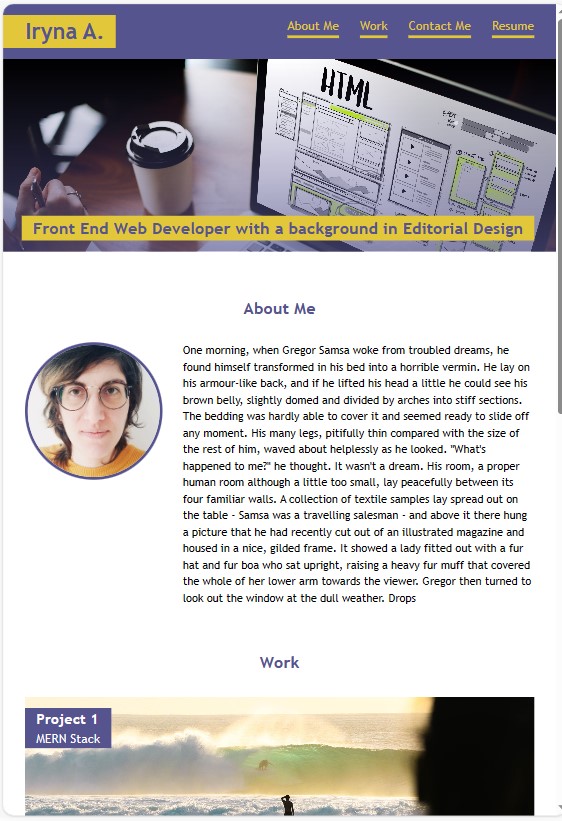 Iryna A.
About Me
Work
Contact Me
Resume
HTML
Front End Web Developer with a background in Editorial Design
About Me
One morning, when Gregor Samsa woke from troubled dreams, he
found himself transformed in his bed into a horrible vermin. He lay on
his armour-like back, and if he lifted his head a little he could see his
brown belly, slightly domed and divided by arches into stiff sections.
The bedding was hardly able to cover it and seemed ready to slide off
any moment. His many legs, pitifully thin compared with the size of
the rest of him, waved about helplessly as he looked. "What's
happened to me?" he thought. It wasn't a dream. His room, a proper
human room although a little too small, lay peacefully between its
four familiar walls. A collection of textile samples lay spread out on
the table - Samsa was a travelling salesman - and above it there hung
a picture that he had recently cut out of an illustrated magazine and
housed in a nice, gilded frame. It showed a lady fitted out with a fur
hat and fur boa who sat upright, raising a heavy fur muff that covered
the whole of her lower arm towards the viewer. Gregor then turned to
look out the window at the dull weather. Drops
Work
Project 1
MERN Stack